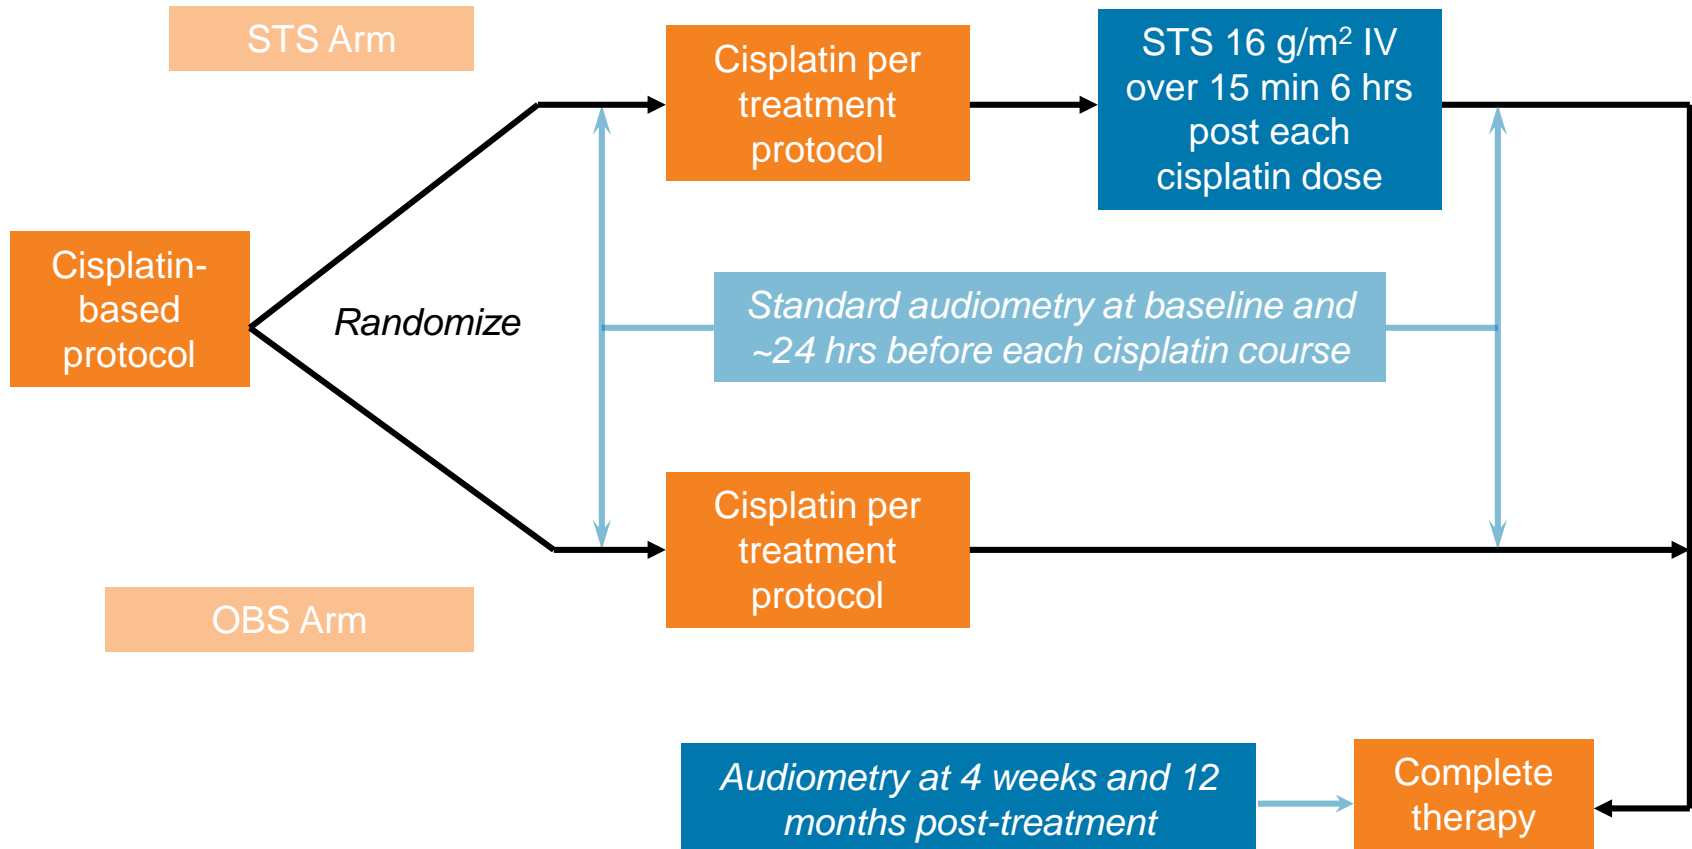 STS Arm
Cisplatin per
treatment
protocol
STS 16 g/m² IV
over 15 min 6 hrs
post each
cisplatin dose
Cisplatin-
based
protocol
Randomize
Standard audiometry at baseline and
~24 hrs before each cisplatin course
Cisplatin per
treatment
protocol
OBS Arm
Audiometry at 4 weeks and 12
months post-treatment
Complete
therapy